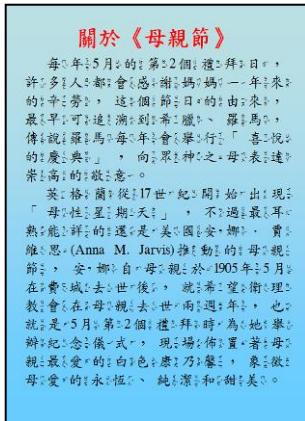 關於《母親節》
每年5月的第2個禮拜日，
許多人都會感謝媽媽一年來
的辛勞，這個節日的由來，
最早可追溯到希臘、羅馬，
傳說羅馬每年會舉行「喜悅
的慶典」，向眾神之母表達
崇高的敬意。
英格蘭從17世紀開始出現
「母性星期天」，不過最耳
熟能詳的還是美國安娜．賈
維思(Anna M. Jarvis)推動的母親
節，安娜自母親於1905年5月
在費城去世後，就希望衛理
教會在母親去世兩週年，也
就是5月第2個禮拜時為她舉
辦紀念儀式，現場佈置著母
親最愛的白色康乃馨，象徵
母愛的永恆、純潔和甜美。